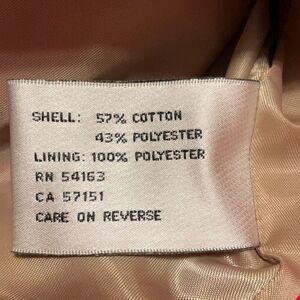 SHELL: 57% COTTON
43% POLYESTER
LINING: 100% POLYESTER
RN 54163
CA 57151
CARE ON REVERSE